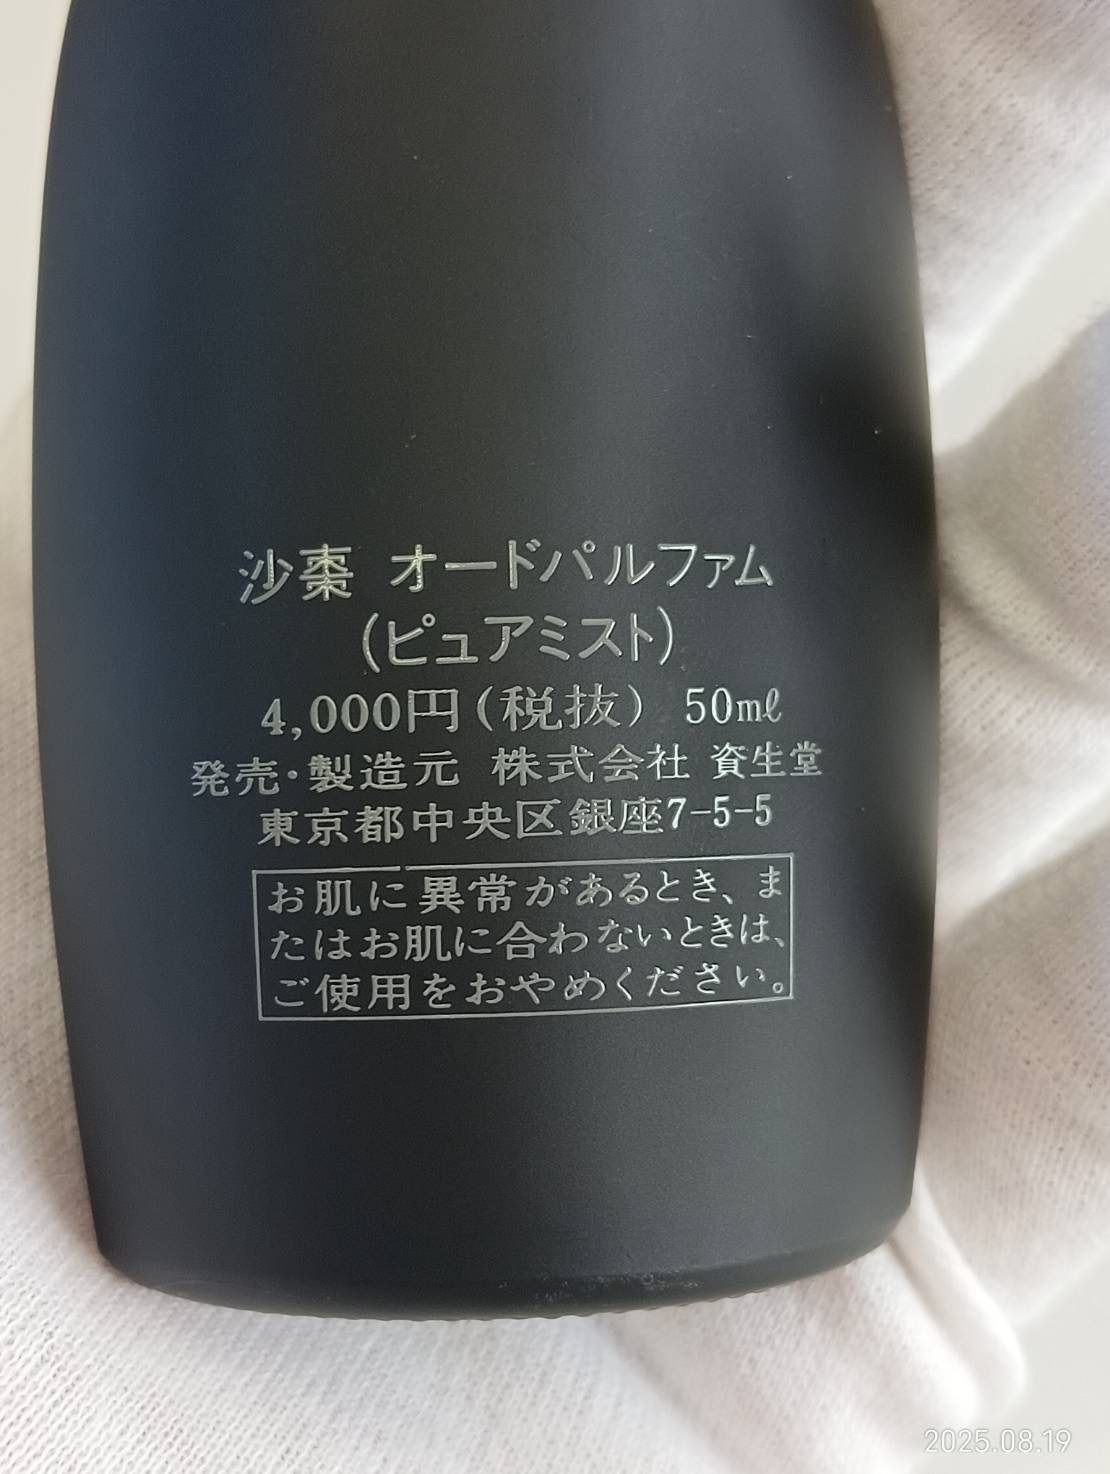 沙棗 オードパルファム
(ピュアミスト)
4,000円(税抜) 50mℓ
発売・製造元 株式会社 資生堂
東京都中央区銀座7-5-5
お肌に異常があるとき、ま
たはお肌に合わないときは、
ご使用をおやめください。
2025.08.19